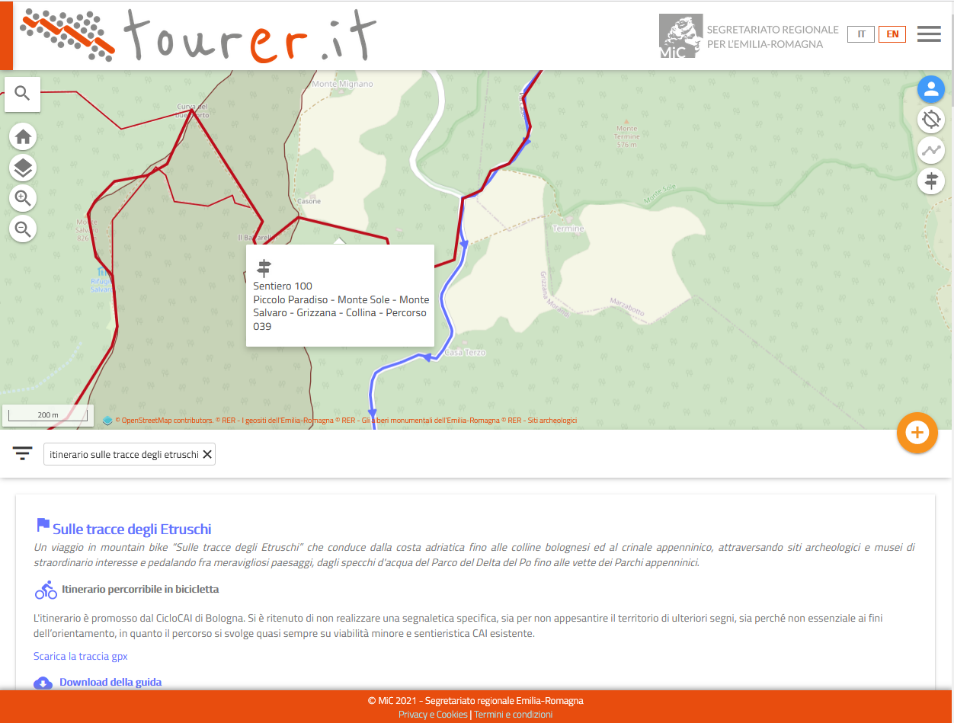 tourer.it
MiC
SEGRETARIATO REGIONALE
PER L'EMILIA-ROMAGNA
IT
EN
Monte Mignano
Monte
Termine
576 m
Casone
Termine
Sentiero 100
Piccolo Paradiso - Monte Sole - Monte
Salvaro - Grizzana - Collina - Percorso
039
Grizzana Morandi
Marzabotto
200 m
© OpenStreetMap contributors. © RER - I geositi dell'Emilia-Romagna © RER - Gli alberi monumentali dell'Emilia-Romagna © RER - Siti archeologici
itinerario sulle tracce degli etruschi
Sulle tracce degli Etruschi
Un viaggio in mountain bike "Sulle tracce degli Etruschi" che conduce dalla costa adriatica fino alle colline bolognesi ed al crinale appenninico, attraversando siti archeologici e musei di
straordinario interesse e pedalando fra meravigliosi paesaggi, dagli specchi d'acqua del Parco del Delta del Po fino alle vette dei Parchi appenninici.
Itinerario percorribile in bicicletta
L'itinerario è promosso dal CicloCAI di Bologna. Si è ritenuto di non realizzare una segnaletica specifica, sia per non appesantire il territorio di ulteriori segni, sia perché non essenziale ai fini
dell'orientamento, in quanto il percorso si svolge quasi sempre su viabilità minore e sentieristica CAI esistente.
Scarica la traccia gpx
Download della guida
© MiC 2021 - Segretariato regionale Emilia-Romagna
Privacy e Cookies | Termini e condizioni